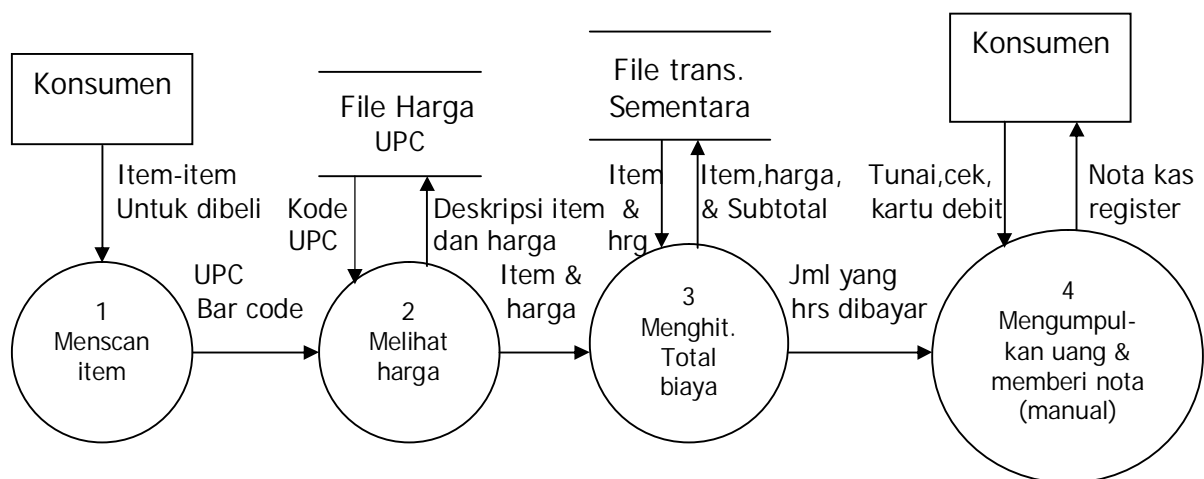 Konsumen
Item-item
Untuk dibeli
1
Menscan
item
UPC
Bar code
File Harga
UPC
Kode
UPC
Deskripsi item
dan harga
2
Melihat
harga
Item &
harga
File trans.
Sementara
Item
&
hrg
Item,harga,
& Subtotal
3
Menghit.
Total
biaya
Jml yang
hrs dibayar
Konsumen
Tunai,cek,
kartu debit
Nota kas
register
4
Mengumpul-
kan uang &
memberi nota
(manual)